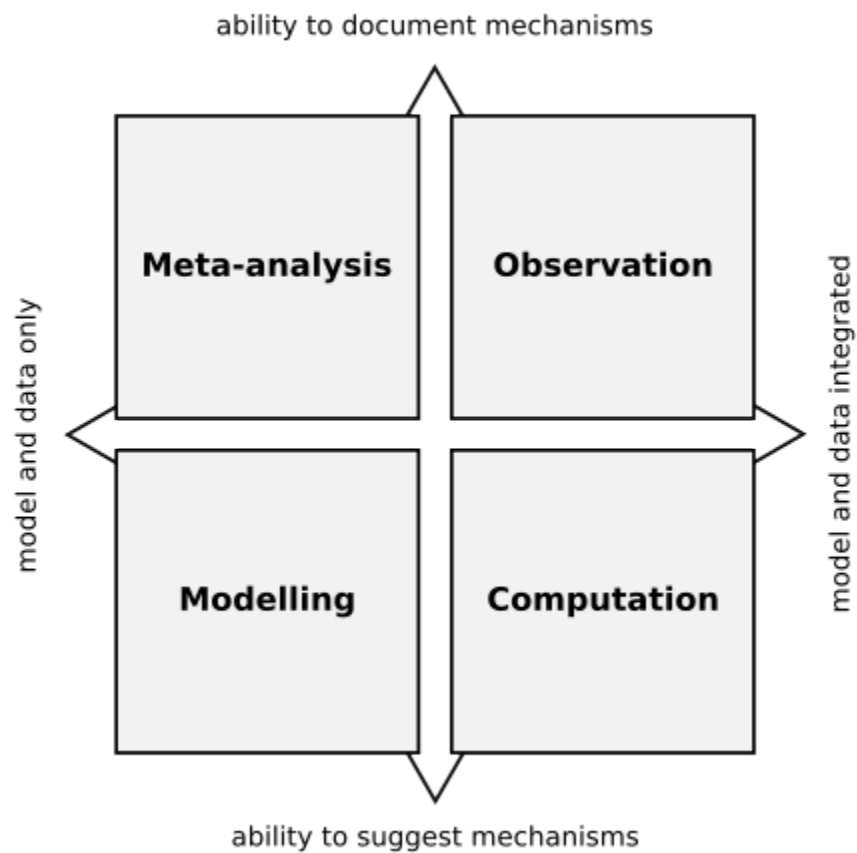 ability to document mechanisms
Meta-analysis
Observation
model and data only
model and data integrated
Modelling
Computation
ability to suggest mechanisms